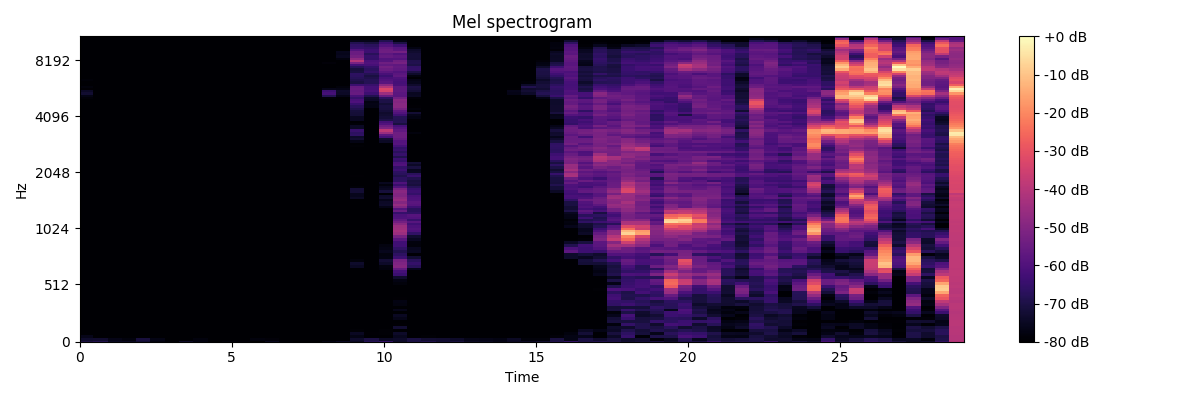 Mel spectrogram
Hz
8192
4096
2048
1024
512
0
0 5 10 15 20 25
Time
+0 dB
-10 dB
-20 dB
-30 dB
-40 dB
-50 dB
-60 dB
-70 dB
-80 dB